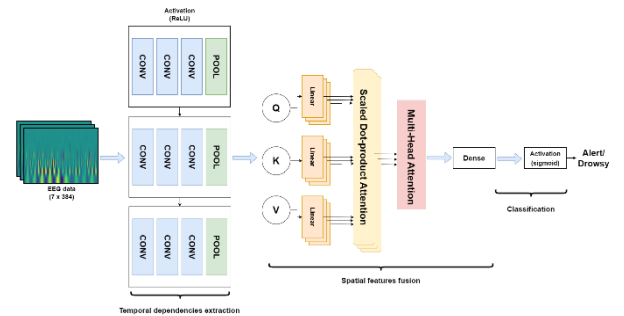 Activation
(ReLU)
CONV
CONV
CONV
POOL
EEG data
(7 x 384)
CONV
CONV
CONV
POOL
CONV
CONV
CONV
POOL
Temporal dependencies extraction
Q
Linear
K
Linear
V
Linear
Scaled Dot-product Attention
Multi-Head Attention
Spatial features fusion
Dense
Activation
(sigmoid)
Classification
Alert/
Drowsy